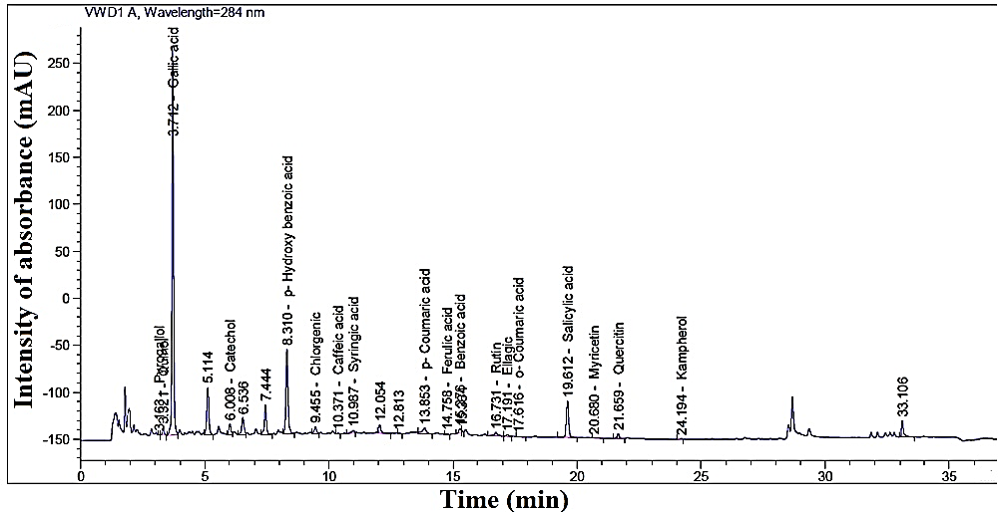 VWD1 A, Wavelength=284 nm
Intensity of absorbance (mAU)
250
200
150
100
50
0
-50
-100
-150
3.162 - Pyrogallol
3.321 - Quinol
3.712 - Gallic acid
5.114
6.008 - Catechol
6.536
7.444
8.310 - p- Hydroxy benzoic acid
9.455 - Chlorgenic
10.371 - Caffeic acid
10.987 - Syringic acid
12.054
12.813
13.853 - p- Coumaric acid
14.758 - Ferulic acid
- Benzoic acid
16.731 - Rutin
17.191 - Ellagic
17.616 - o- Coumaric acid
19.612 - Salicylic acid
20.680 - Myricetin
21.659 - Quercitin
24.194 - Kampherol
33.106
0
5
10
15
20
25
30
35
Time (min)